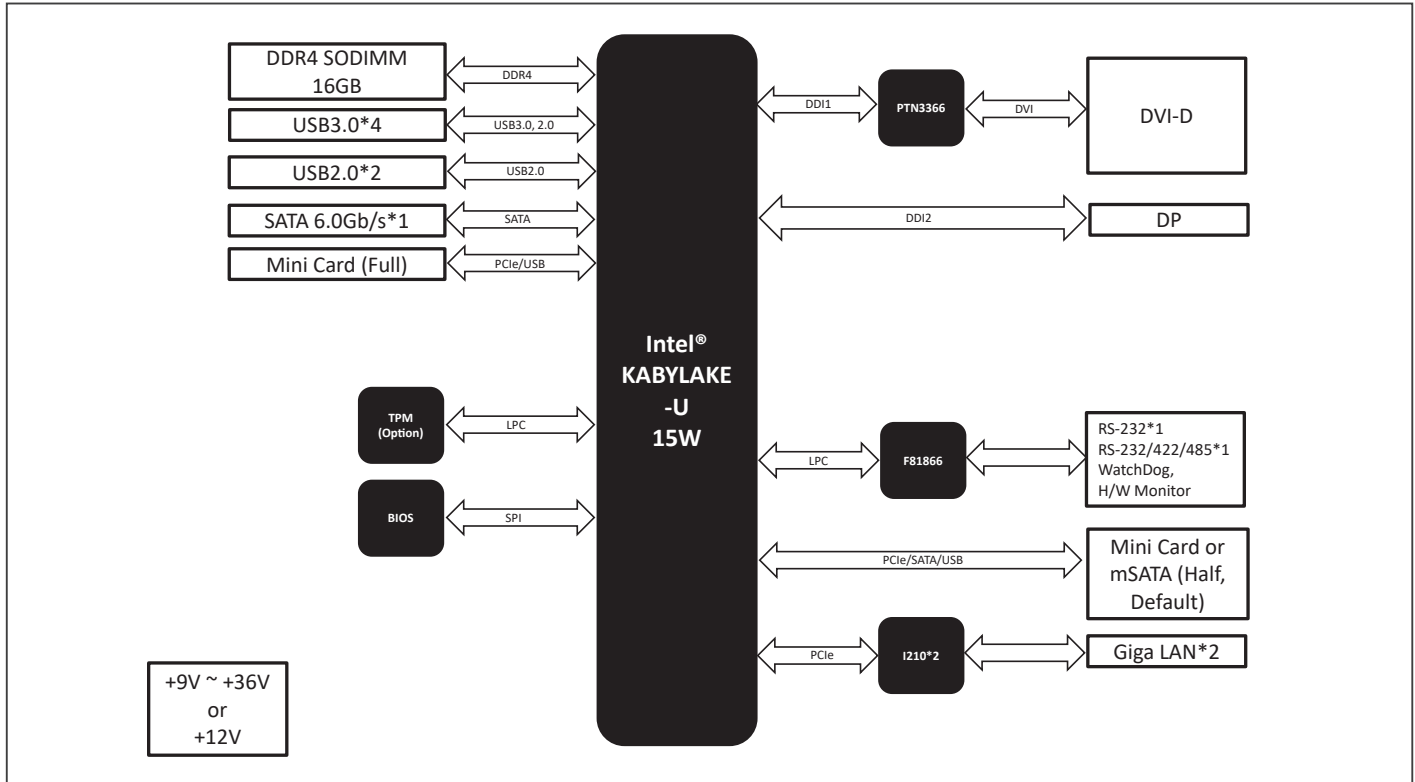 DDR4 SODIMM
16GB
DDR4
USB3.0*4
USB3.0, 2.0
USB2.0*2
USB2.0
SATA 6.0Gb/s*1
SATA
Mini Card (Full)
PCIe/USB
TPM
(Option)
LPC
BIOS
SPI
+9V ~ +36V
or
+12V
Intel®
KABYLAKE
-U
15W
DDI1
PTN3366
DVI
DVI-D
DDI2
DP
LPC
F81866
RS-232*1
RS-232/422/485*1
WatchDog,
H/W Monitor
PCIe/SATA/USB
Mini Card or
mSATA (Half,
Default)
PCIe
I210*2
Giga LAN*2